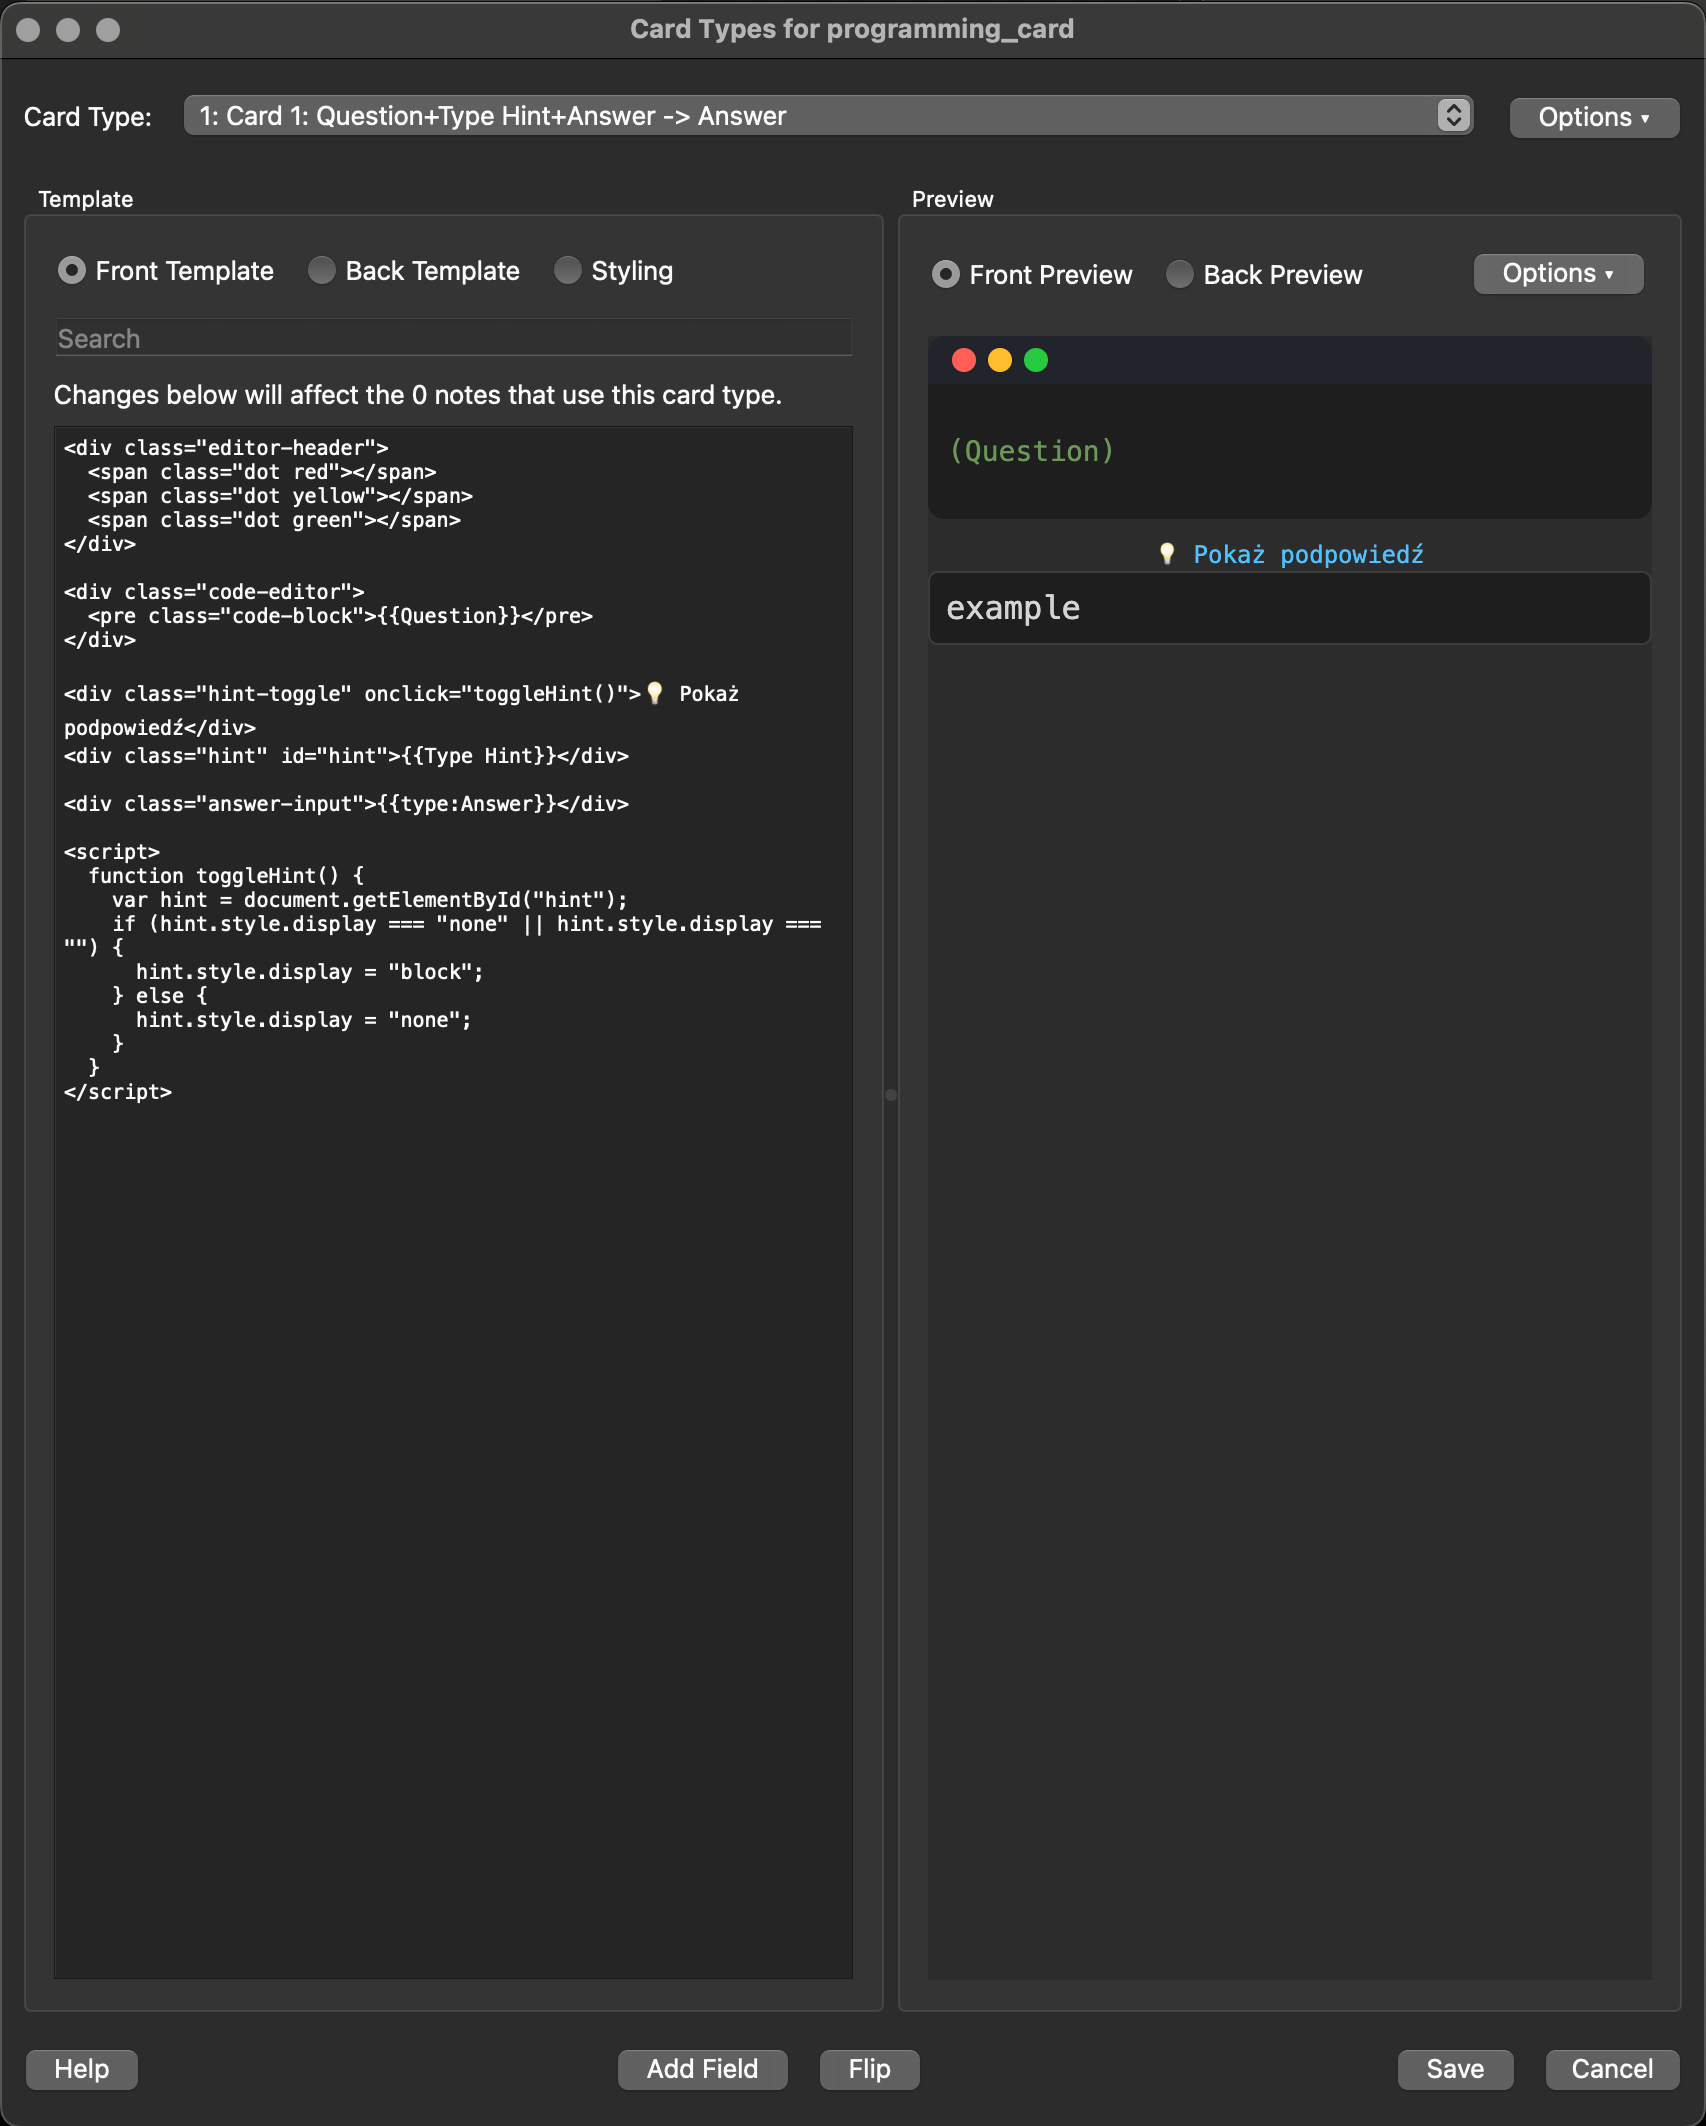 Card Types for programming_card
Card Type:
1: Card 1: Question+Type Hint+Answer -> Answer
Options ▾
Template
Front Template
Back Template
Styling
Search
Changes below will affect the 0 notes that use this card type.
<div class="editor-header">
  <span class="dot red"></span>
  <span class="dot yellow"></span>
  <span class="dot green"></span>
</div>

<div class="code-editor">
  <pre class="code-block">{{Question}}</pre>
</div>

<div class="hint-toggle" onclick="toggleHint()">💡 Pokaż
podpowiedź</div>
<div class="hint" id="hint">{{Type Hint}}</div>

<div class="answer-input">{{type:Answer}}</div>

<script>
  function toggleHint() {
    var hint = document.getElementById("hint");
    if (hint.style.display === "none" || hint.style.display ===
"") {
      hint.style.display = "block";
    } else {
      hint.style.display = "none";
    }
  }
</script>
Preview
Front Preview
Back Preview
Options ▾
(Question)
💡 Pokaż podpowiedź
example
Help
Add Field
Flip
Save
Cancel